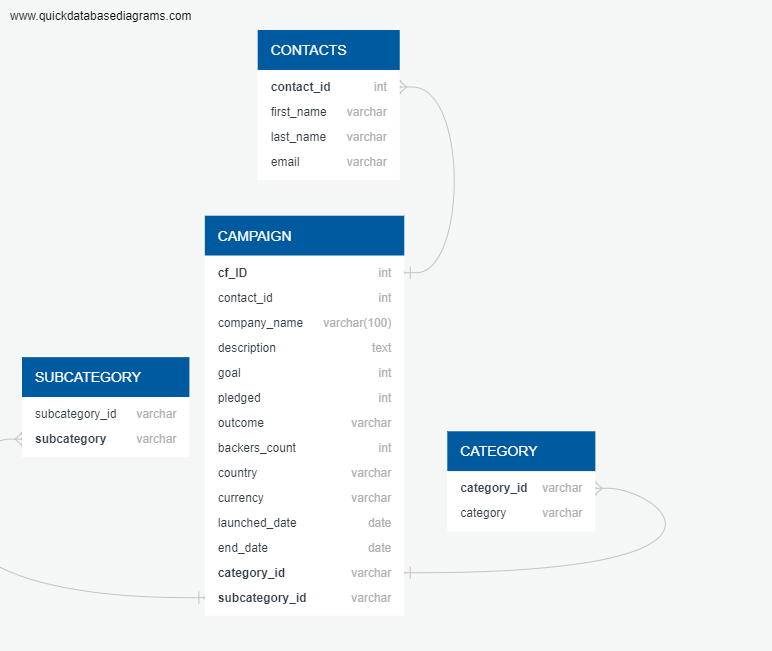 www.quickdatabasediagrams.com
CONTACTS
contact_id int
first_name varchar
last_name varchar
email varchar
CAMPAIGN
cf_ID int
contact_id int
company_name varchar(100)
description text
goal int
pledged int
outcome varchar
backers_count int
country varchar
currency varchar
launched_date date
end_date date
category_id varchar
subcategory_id varchar
SUBCATEGORY
subcategory_id varchar
subcategory varchar
CATEGORY
category_id varchar
category varchar